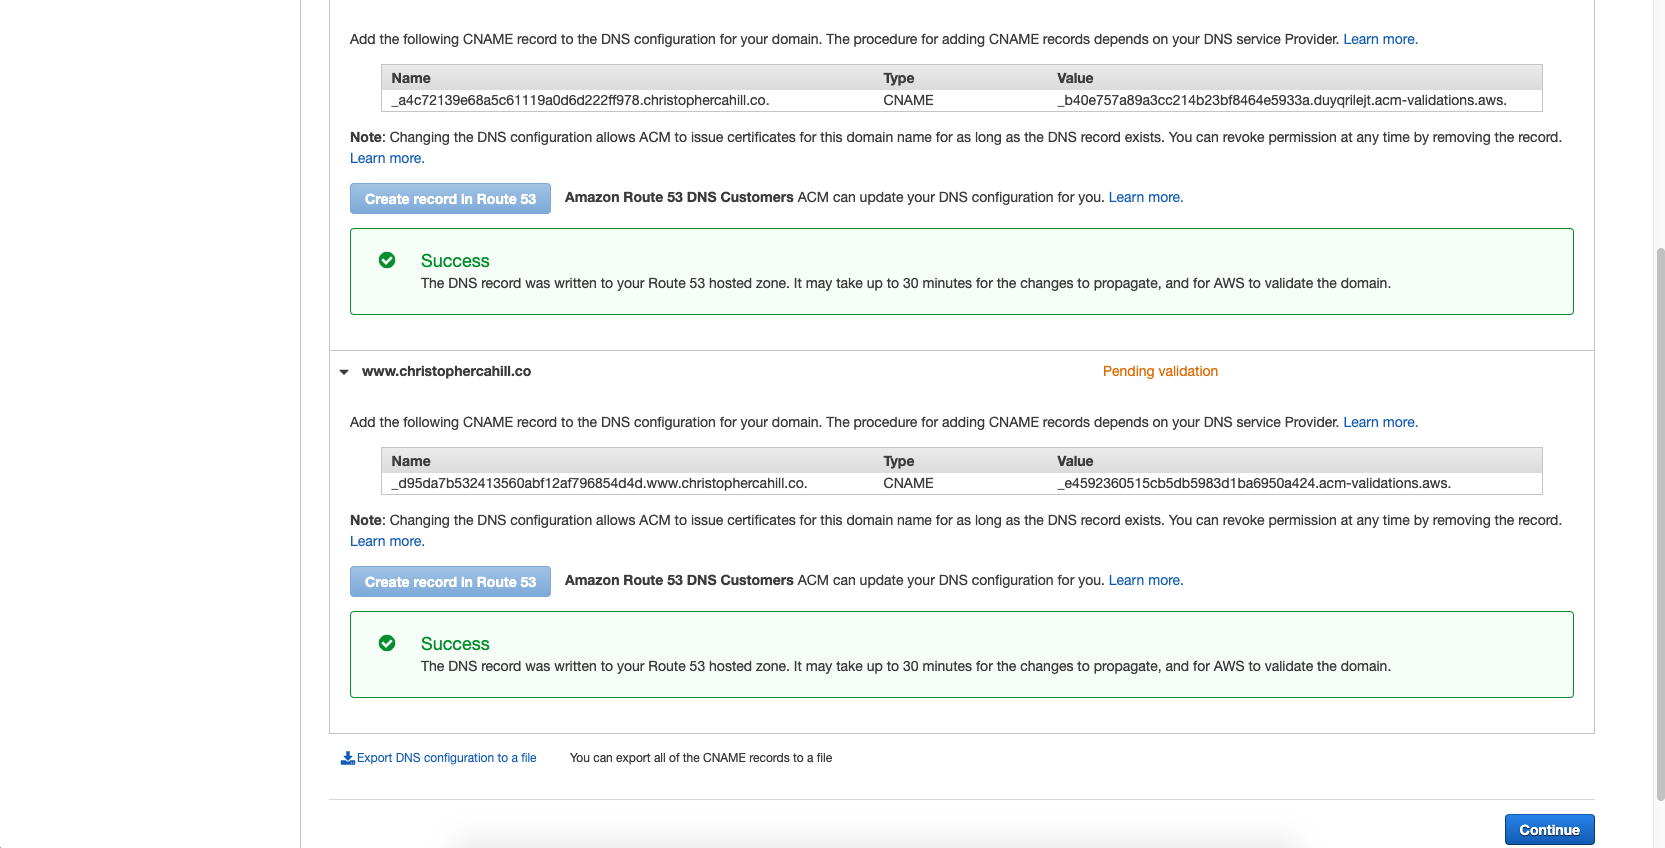 Add the following CNAME record to the DNS configuration for your domain. The procedure for adding CNAME records depends on your DNS service Provider. Learn more.
Name Type Value
_a4c72139e68a5c61119a0d6d222ff978.christophercahill.co. CNAME _b40e757a89a3cc214b23bf8464e5933a.duyqrilejt.acm-validations.aws.
Note: Changing the DNS configuration allows ACM to issue certificates for this domain name for as long as the DNS record exists. You can revoke permission at any time by removing the record.
Learn more.
Create record in Route 53 Amazon Route 53 DNS Customers ACM can update your DNS configuration for you. Learn more.
Success
The DNS record was written to your Route 53 hosted zone. It may take up to 30 minutes for the changes to propagate, and for AWS to validate the domain.
www.christophercahill.co Pending validation
Add the following CNAME record to the DNS configuration for your domain. The procedure for adding CNAME records depends on your DNS service Provider. Learn more.
Name Type Value
_d95da7b532413560abf12af796854d4d.www.christophercahill.co. CNAME _e4592360515cb5db5983d1ba6950a424.acm-validations.aws.
Note: Changing the DNS configuration allows ACM to issue certificates for this domain name for as long as the DNS record exists. You can revoke permission at any time by removing the record.
Learn more.
Create record in Route 53 Amazon Route 53 DNS Customers ACM can update your DNS configuration for you. Learn more.
Success
The DNS record was written to your Route 53 hosted zone. It may take up to 30 minutes for the changes to propagate, and for AWS to validate the domain.
Export DNS configuration to a file You can export all of the CNAME records to a file
Continue